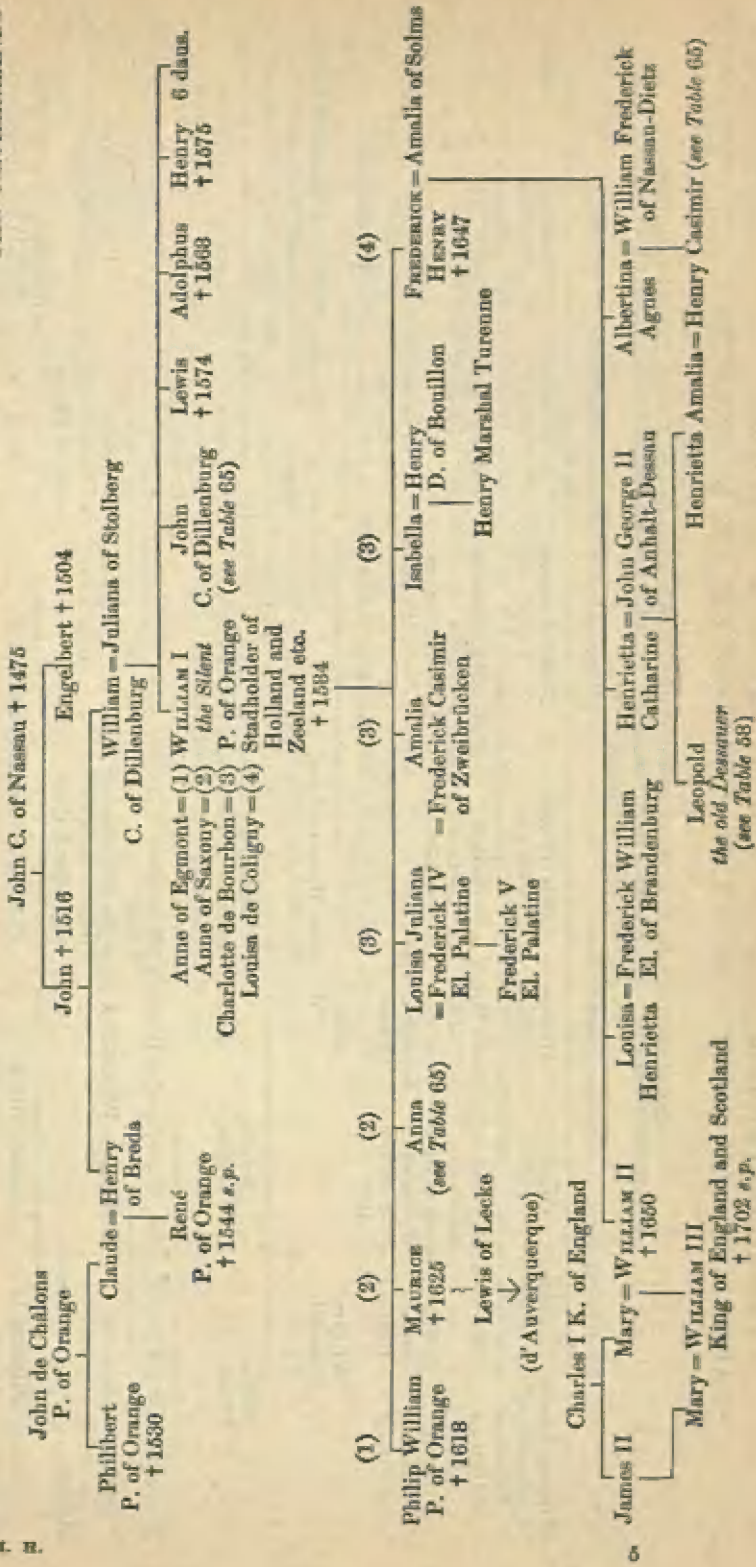 John C. of Nassau † 1475
John de Châlons
P. of Orange
John † 1516
Engelbert † 1504
Philibert
P. of Orange
† 1530
Claude = Henry
of Breda
William = Juliana of Stolberg
C. of Dillenburg
René
P. of Orange
† 1544 s.p.
Anne of Egmont = (1) WILLIAM I
Anne of Saxony = (2) the Silent
Charlotte de Bourbon = (3) P. of Orange
Louisa de Coligny = (4) Stadholder of
Holland and
Zeeland etc.
† 1584
John
C. of Dillenburg
(see Table 65)
Lewis
† 1574
Adolphus
† 1568
Henry
† 1575
6 daus.
(1)
Philip William
P. of Orange
† 1618
(2)
MAURICE
† 1625
Lewis of Lecke
(d'Auverquerque)
(2)
Anna
(see Table 65)
(3)
Louisa Juliana
= Frederick IV
El. Palatine
Frederick V
El. Palatine
(3)
Amalia
= Frederick Casimir
of Zweibrücken
(3)
Isabella = Henry
D. of Bouillon
Henry Marshal Turenne
(4)
FREDERICK = Amalia of Solms
HENRY
† 1647
Charles I K. of England
James II
Mary = WILLIAM II
† 1650
Louisa = Frederick William
Henrietta El. of Brandenburg
Henrietta = John George II
Catharine of Anhalt-Dessau
Albertina = William Frederick
Agnes of Nassau-Dietz
Mary = WILLIAM III
King of England and Scotland
† 1702 s.p.
Leopold
the old Dessauer
(see Table 58)
Henrietta Amalia = Henry Casimir (see Table 65)
H.
5